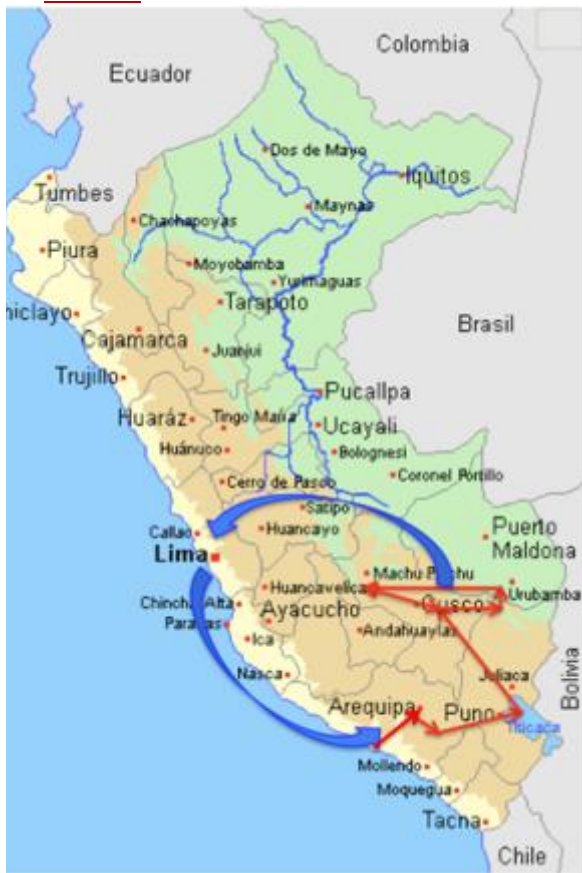 Colombia
Ecuador
Dos de Mayo
Iquitos
Tumbes
Maynas
Chachapoyas
Piura
Moyobamba
Yurimaguas
hiclayo
Tarapoto
Brasil
Cajamarca
Juanjui
Trujillo
Pucallpa
Huaráz
Tingo Maria
Ucayali
Huánuco
Bolognesi
Cerro de Pasco
Coronel Portillo
Satipo
Callao
Huancayo
Puerto
Maldona
Lima
Machu Picchu
Huancavelica
Urubamba
Chincha Alta
Cusco
Ayacucho
Paracas
Andahuaylas
Ica
Bolivia
Nasca
Juliaca
Arequipa
Puno
Titicaca
Mollendo
Moquegua
Tacna
Chile